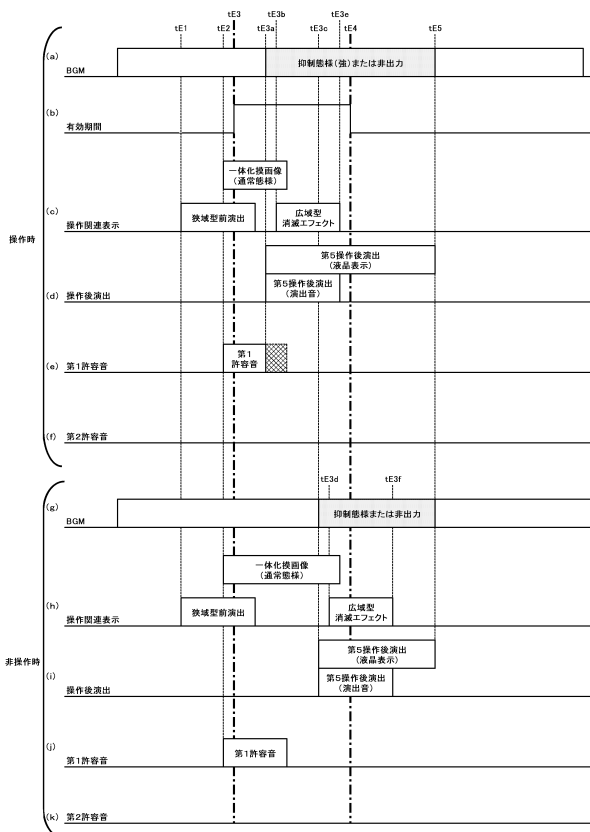 tE1
tE2
tE3
tE3a
tE3b
tE3c
tE3e
tE4
tE5
操作時
(a)
BGM
抑制態様(強)または非出力
(b)
有効期間
一体化摸画像
(通常態様)
(c)
操作関連表示
狭域型前演出
広域型
消滅エフェクト
第5操作後演出
(液晶表示)
(d) 操作後演出
第5操作後演出
(演出音)
(e) 第1許容音
第1
許容音
(f) 第2許容音
tE3d
tE3f
非操作時
(g)
BGM
抑制態様または非出力
一体化摸画像
(通常態様)
(h)
操作関連表示
狭域型前演出
広域型
消滅エフェクト
第5操作後演出
(液晶表示)
(i)
操作後演出
第5操作後演出
(演出音)
(j)
第1許容音
第1許容音
(k) 第2許容音